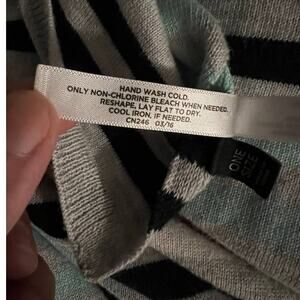 HAND WASH COLD.
ONLY NON-CHLORINE BLEACH WHEN NEEDED.
RESHAPE, LAY FLAT TO DRY.
COOL IRON, IF NEEDED.
CN246 03/16
ONE
SIZE